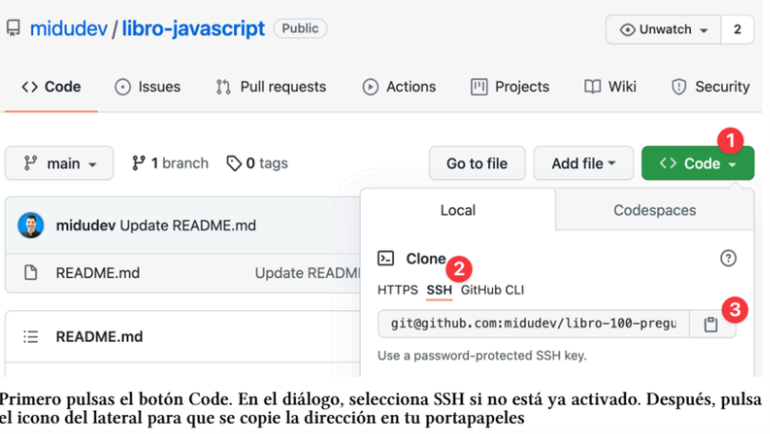 midudev / libro-javascript Public Unwatch 2
Code Issues Pull requests Actions Projects Wiki Security
1
main 1 branch 0 tags Go to file Add file Code
Local Codespaces
midudev Update README.md
Clone
2
README.md Update READM
HTTPS SSH GitHub CLI
3
git@github.com:midudev/libro-100-pregu
README.md
Use a password-protected SSH key.
Primero pulsas el botón Code. En el diálogo, selecciona SSH si no está ya activado. Después, pulsa
el icono del lateral para que se copie la dirección en tu portapapeles